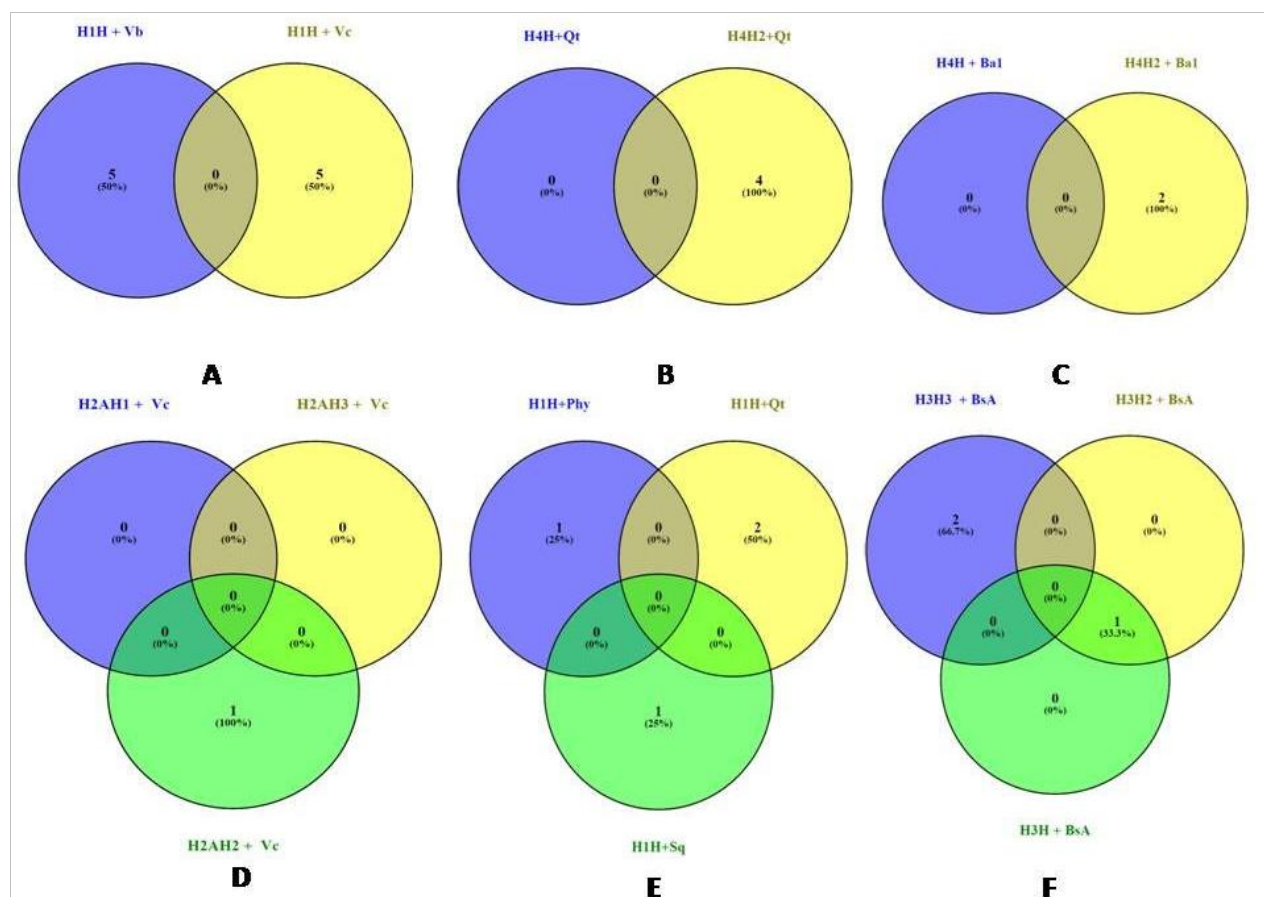 H1H + Vb
H1H + Vc
5
(50%)
0
(0%)
5
(50%)
A
H4H+Qt
H4H2+Qt
0
(0%)
0
(0%)
4
(100%)
B
H4H + Ba1
H4H2 + Ba1
0
(0%)
0
(0%)
2
(100%)
C
H2AH1 + Vc
H2AH3 + Vc
0
(0%)
0
(0%)
0
(0%)
0
(0%)
0
(0%)
0
(0%)
1
(100%)
H2AH2 + Vc
D
H1H+Phy
H1H+Qt
1
(25%)
0
(0%)
2
(50%)
0
(0%)
0
(0%)
0
(0%)
1
(25%)
H1H+Sq
E
H3H3 + BsA
H3H2 + BsA
2
(66.7%)
0
(0%)
0
(0%)
0
(0%)
0
(0%)
1
(33.3%)
0
(0%)
H3H + BsA
F